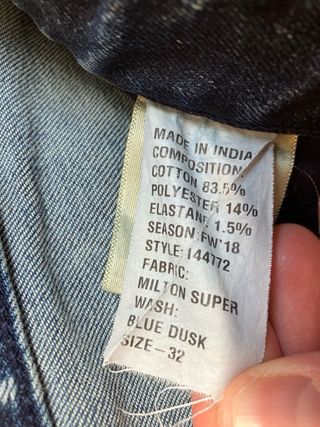 MADE IN INDIA
COMPOSITION:
COTTON 83.5%
POLYESTER 14%
ELASTANE 1.5%
SEASON: FW'18
STYLE: 144772
FABRIC:
MILTON SUPER
WASH:
BLUE DUSK
SIZE-32